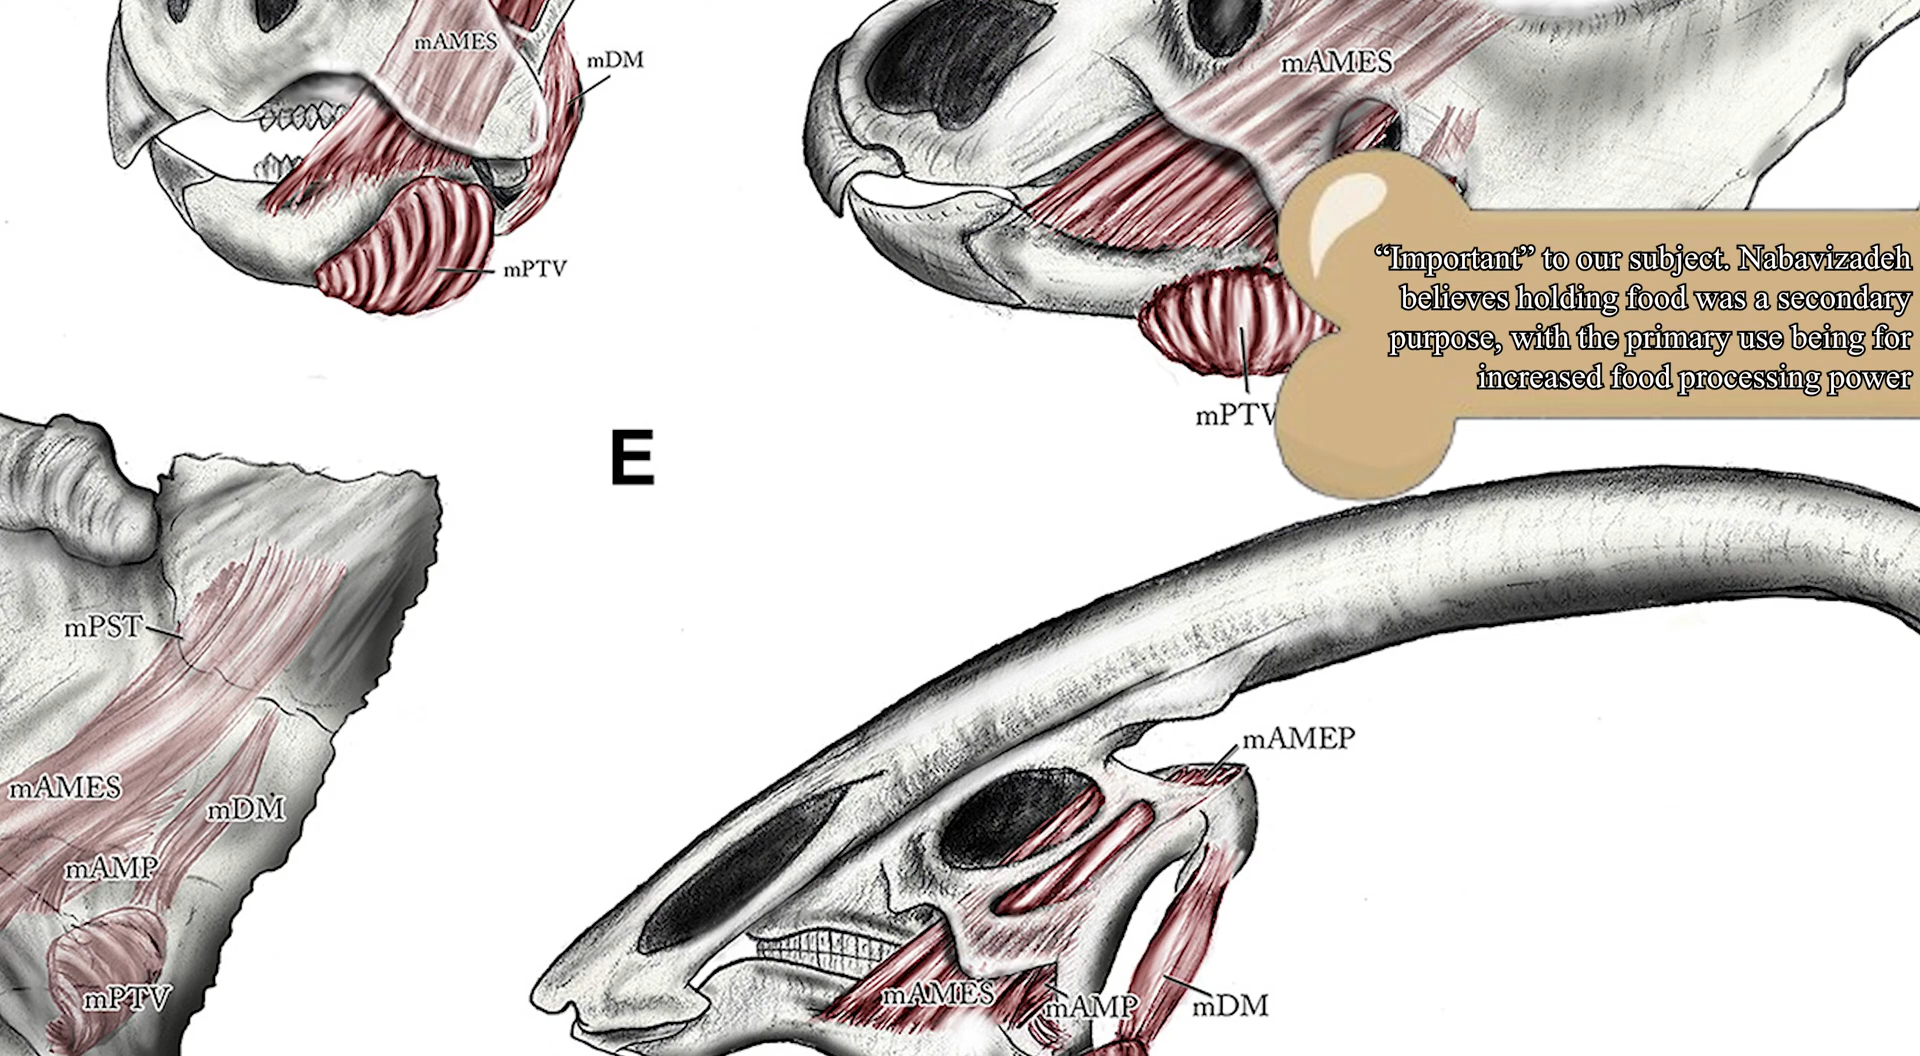 mAMES
mDM
mPTV
mAMES
mPTV
“Important” to our subject. Nabavizadeh
believes holding food was a secondary
purpose, with the primary use being for
increased food processing power
E
mPST
mAMES
mDM
mAMP
mPTV
mAMEP
mAMES
mAMP
mDM